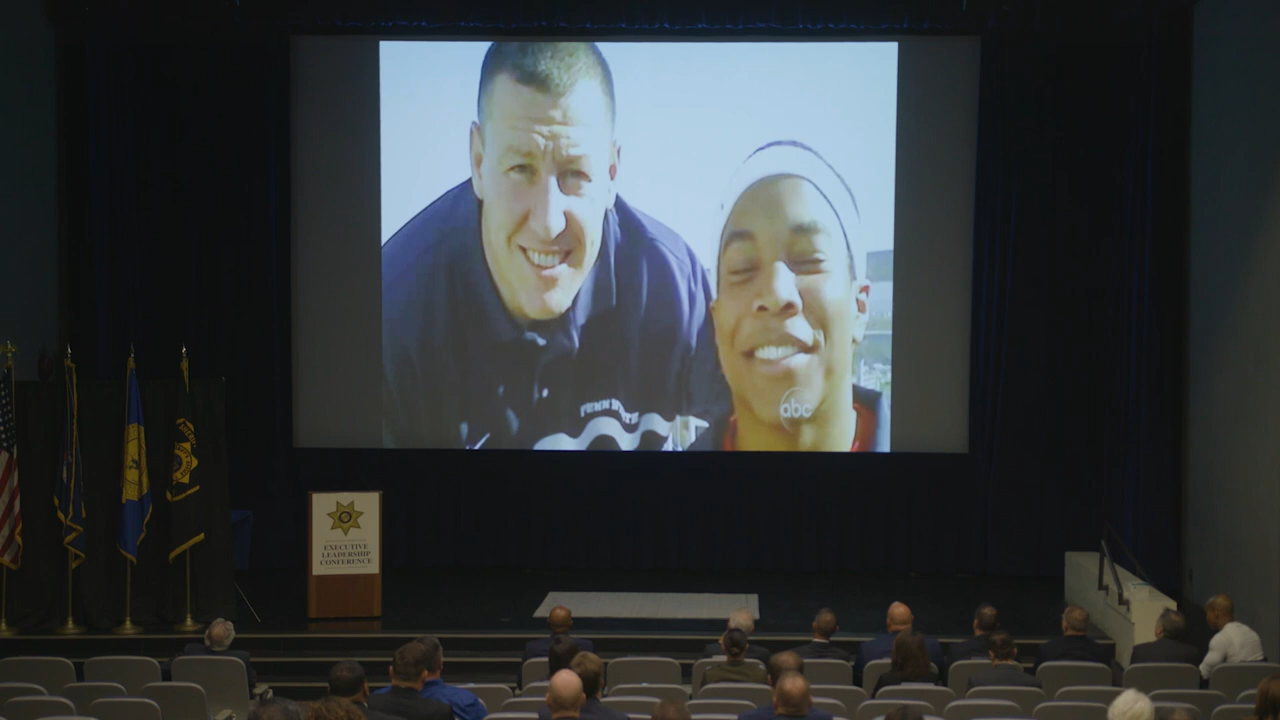 PENN STATE
abc
EXECUTIVE
LEADERSHIP
CONFERENCE